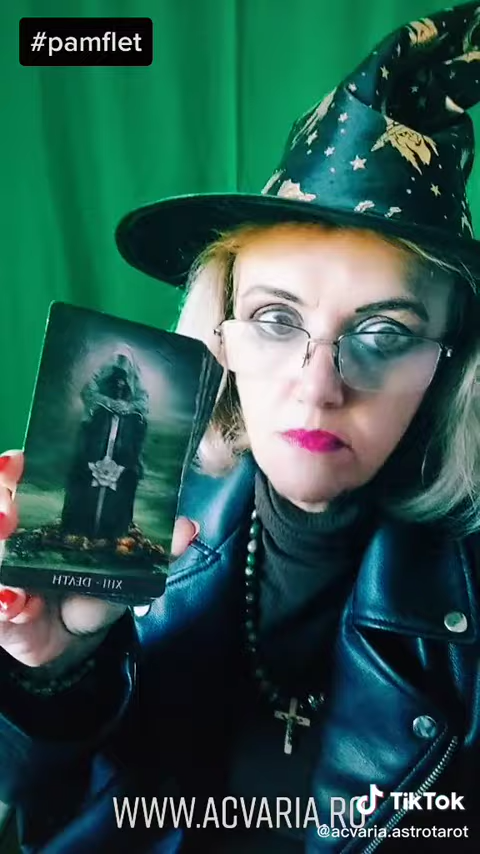 #pamflet
XIII - DEATH
WWW.ACVARIA.RO
TikTok
@acvaria.astrotarot